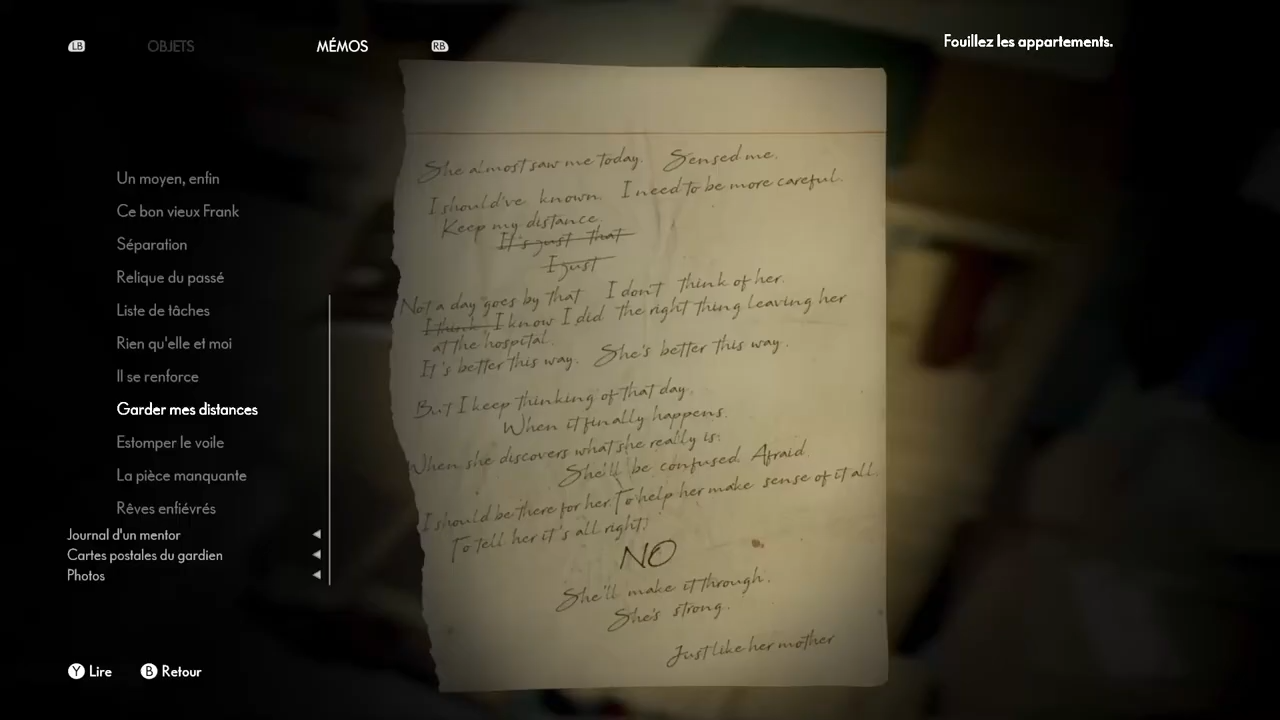 LB
OBJETS
MÉMOS
RB
Fouillez les appartements.
Un moyen, enfin
Ce bon vieux Frank
Séparation
Relique du passé
Liste de tâches
Rien qu'elle et moi
Il se renforce
Garder mes distances
Estomper le voile
La pièce manquante
Rêves enfiévrés
Journal d'un mentor
Cartes postales du gardien
Photos
She almost saw me today. Sensed me.
I should've known. I need to be more careful.
Keep my distance.
It's just that
I just
Not a day goes by that I don't think of her.
I think I know I did the right thing leaving her
at the hospital.
It's better this way. She's better this way.
But I keep thinking of that day.
When it finally happens.
When she discovers what she really is.
She'll be confused. Afraid.
I should be there for her. To help her make sense of it all.
To tell her it's all right.
NO
She'll make it through.
She's strong.
Just like her mother
Y Lire
B Retour